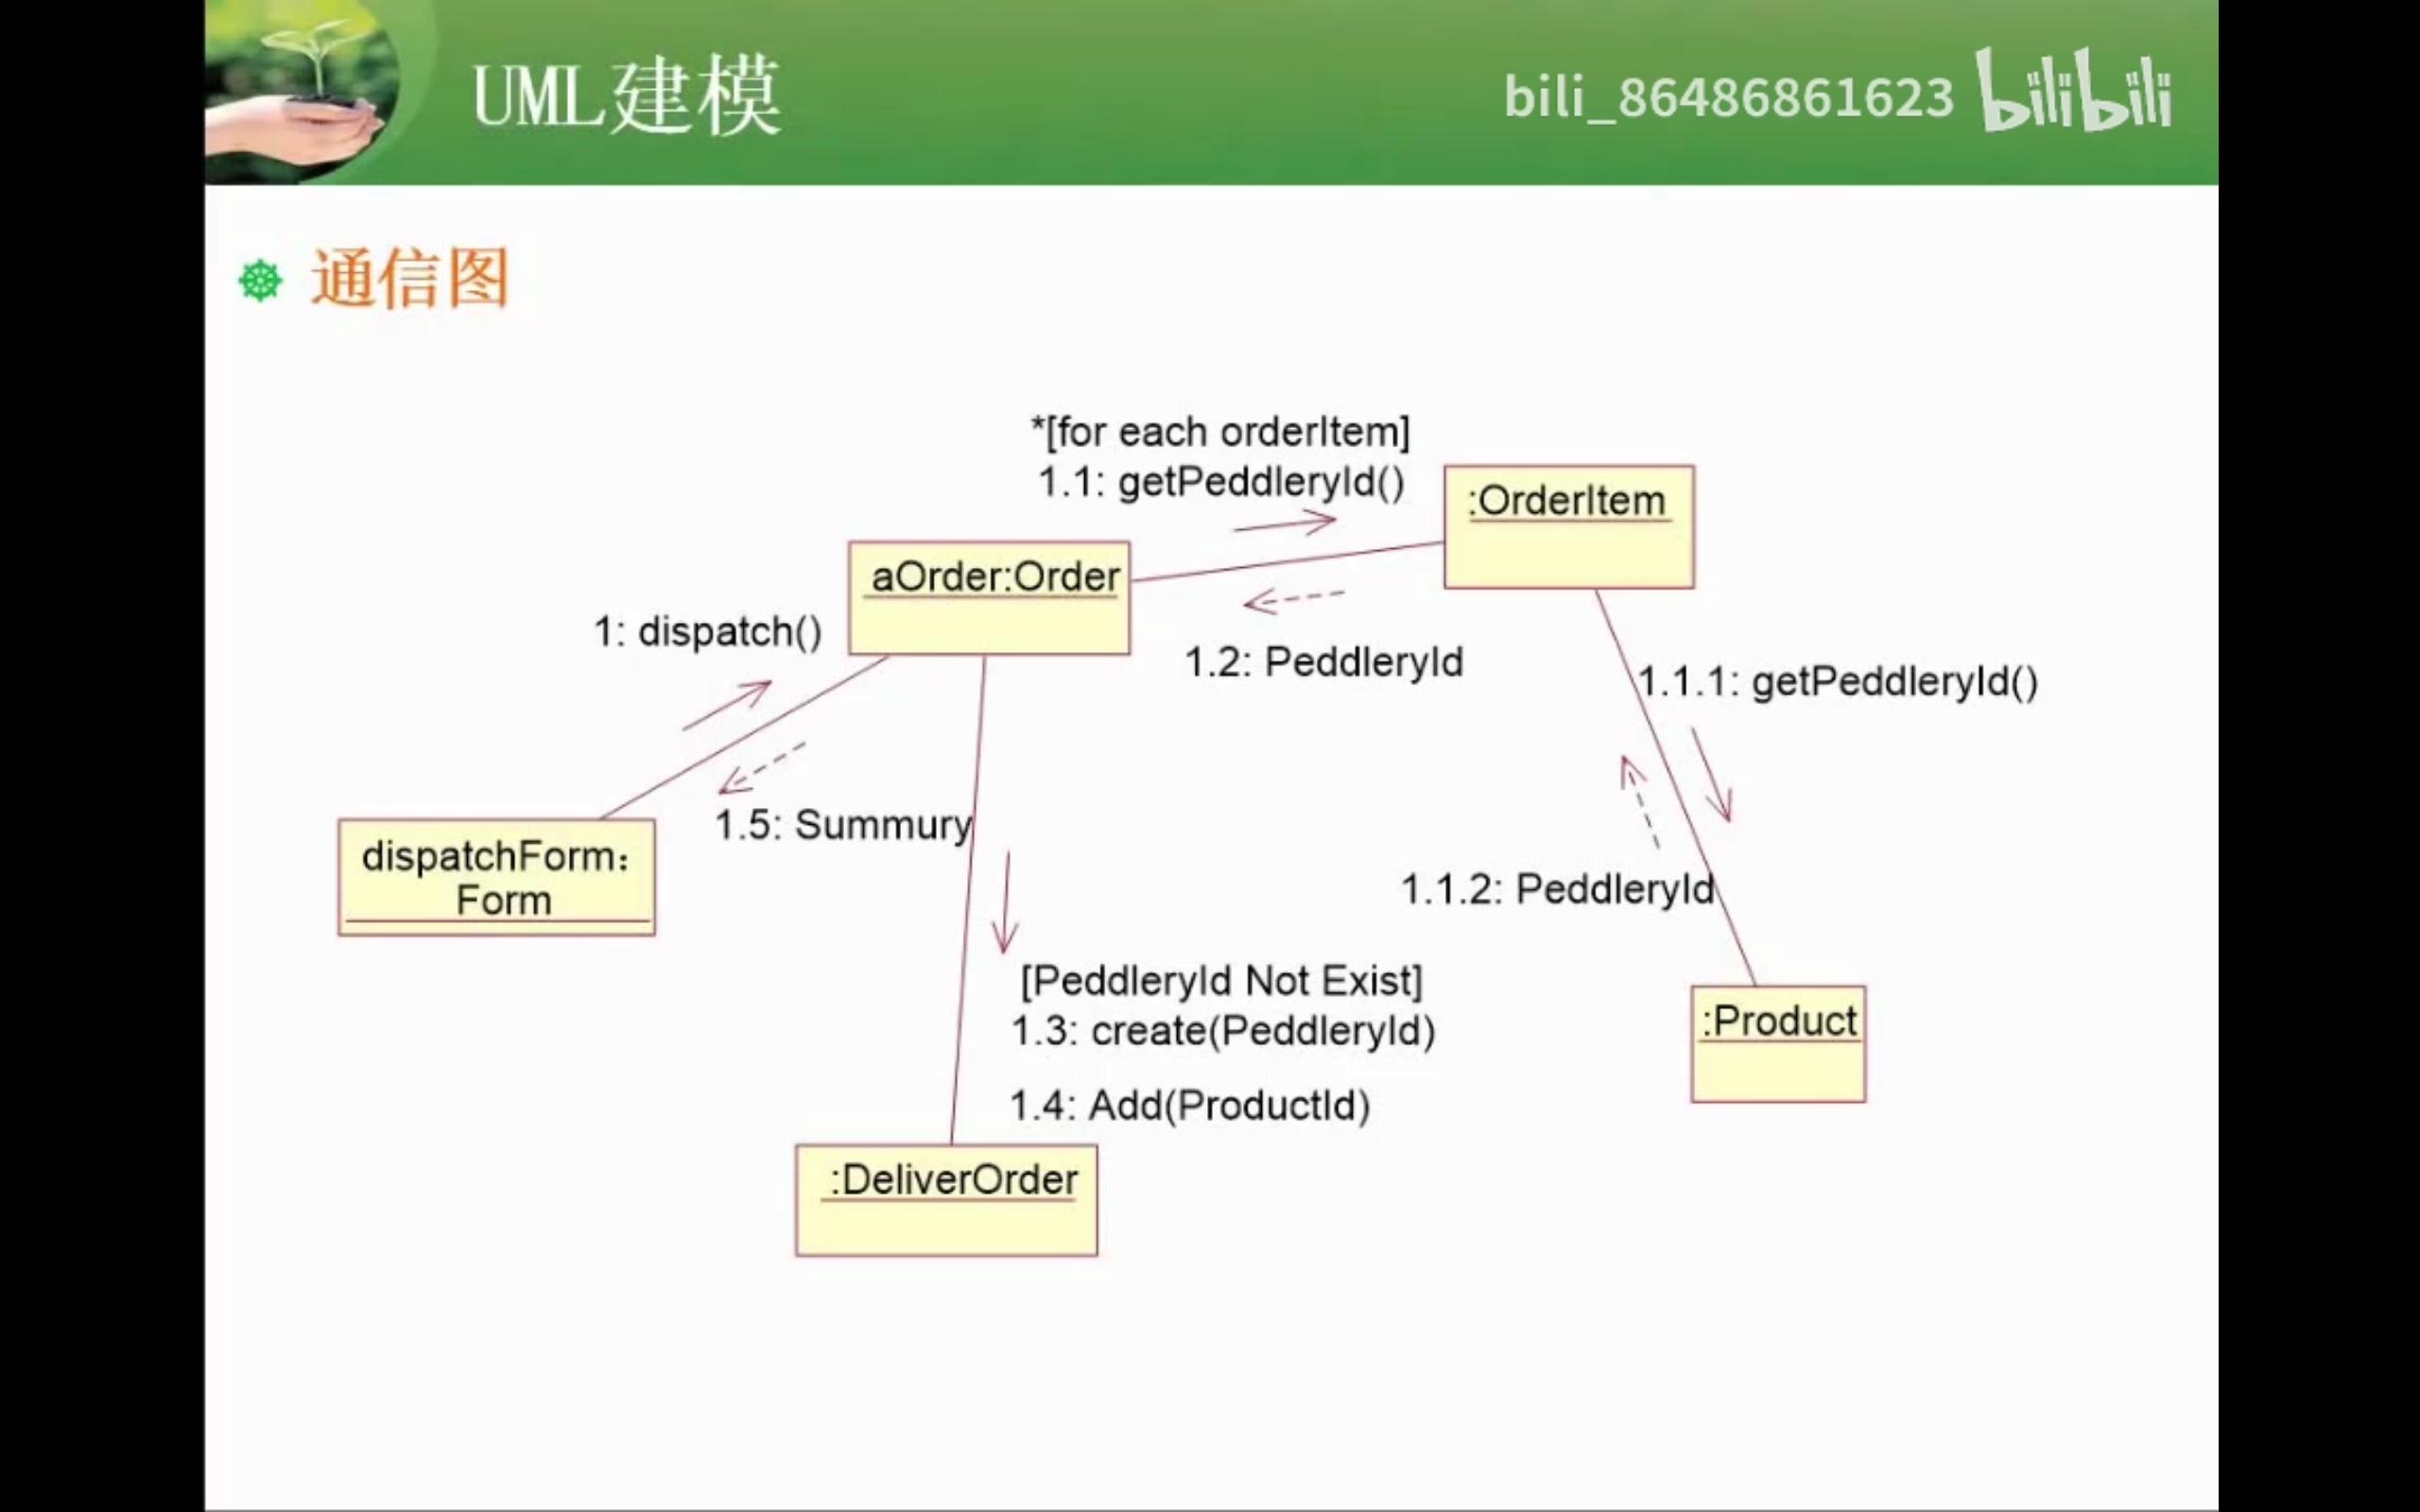 UML建模
bili_86486861623 bilibili
通信图
*[for each orderItem]
1.1: getPeddleryId()
:OrderItem
aOrder:Order
1: dispatch()
1.2: PeddleryId
1.1.1: getPeddleryId()
1.5: Summury
dispatchForm:
Form
1.1.2: PeddleryId
[PeddleryId Not Exist]
1.3: create(PeddleryId)
:Product
1.4: Add(ProductId)
:DeliverOrder